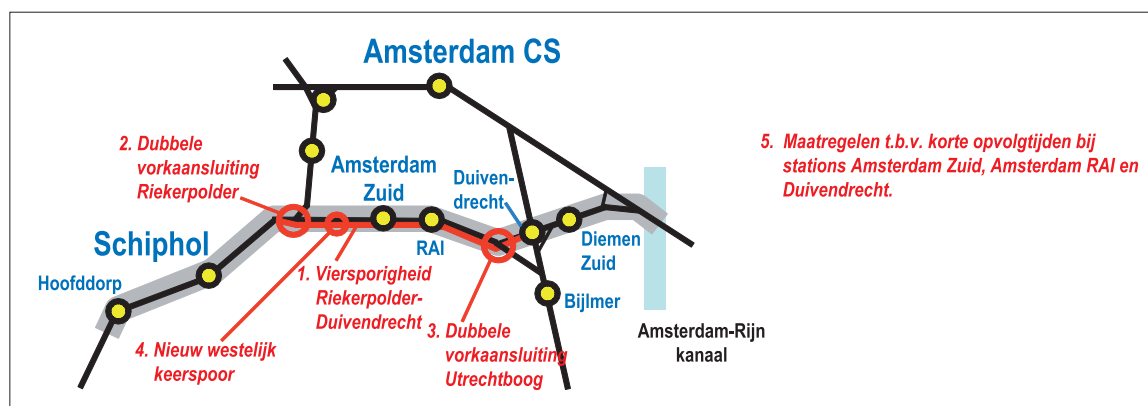 Amsterdam CS
2. Dubbele
vorkaansluiting
Riekerpolder
Amsterdam
Zuid
Duiven-
drecht
5. Maatregelen t.b.v. korte opvolgtijden bij
stations Amsterdam Zuid, Amsterdam RAI en
Duivendrecht.
Schiphol
Hoofddorp
RAI
Diemen
Zuid
1. Viersporigheid
Riekerpolder-
Duivendrecht
Bijlmer
4. Nieuw westelijk
keerspoor
3. Dubbele
vorkaansluiting
Utrechtboog
Amsterdam-Rijn
kanaal